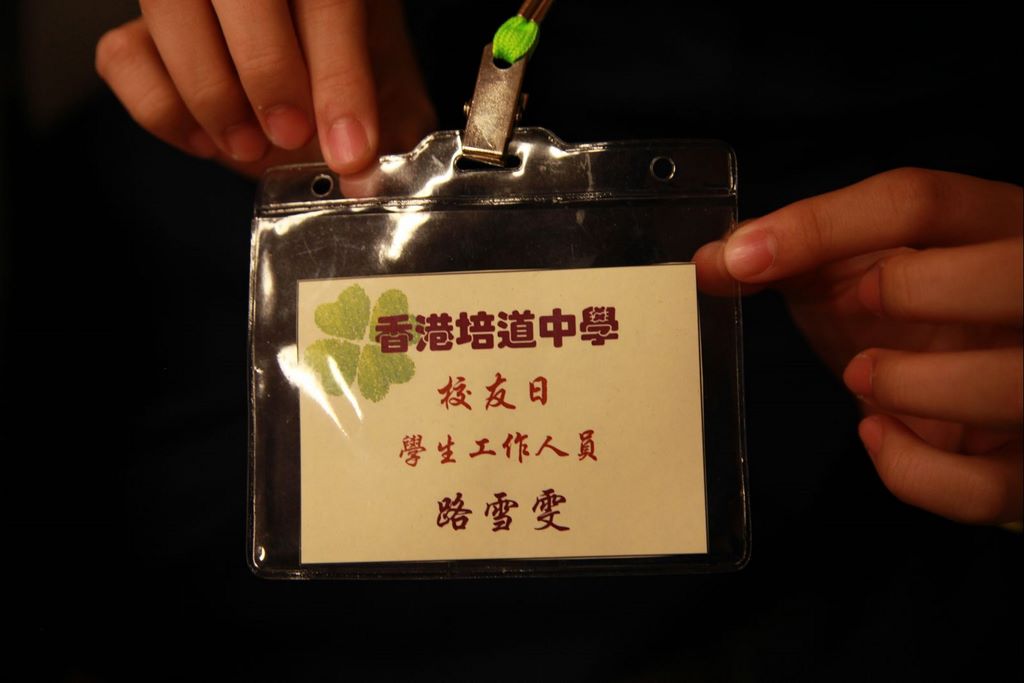 香港培道中學
校友日
學生工作人員
路雪雯